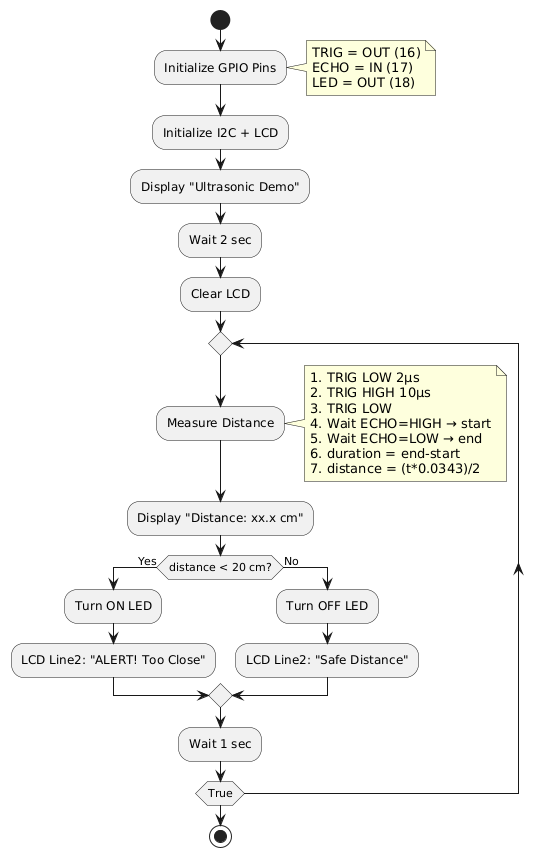 Initialize GPIO Pins
TRIG = OUT (16)
ECHO = IN (17)
LED = OUT (18)
Initialize I2C + LCD
Display "Ultrasonic Demo"
Wait 2 sec
Clear LCD
Measure Distance
1. TRIG LOW 2µs
2. TRIG HIGH 10µs
3. TRIG LOW
4. Wait ECHO=HIGH → start
5. Wait ECHO=LOW → end
6. duration = end-start
7. distance = (t*0.0343)/2
Display "Distance: xx.x cm"
Yes
distance < 20 cm?
No
Turn ON LED
Turn OFF LED
LCD Line2: "ALERT! Too Close"
LCD Line2: "Safe Distance"
Wait 1 sec
True